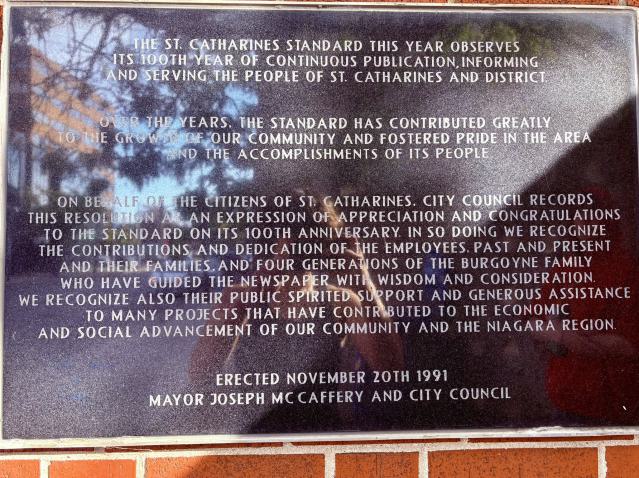 THE ST. CATHARINES STANDARD THIS YEAR OBSERVES
ITS 100TH YEAR OF CONTINUOUS PUBLICATION, INFORMING
AND SERVING THE PEOPLE OF ST. CATHARINES AND DISTRICT.
OVER THE YEARS, THE STANDARD HAS CONTRIBUTED GREATLY
TO THE GROWTH OF OUR COMMUNITY AND FOSTERED PRIDE IN THE AREA
AND THE ACCOMPLISHMENTS OF ITS PEOPLE.
ON BEHALF OF THE CITIZENS OF ST. CATHARINES, CITY COUNCIL RECORDS
THIS RESOLUTION AS AN EXPRESSION OF APPRECIATION AND CONGRATULATIONS
TO THE STANDARD ON ITS 100TH ANNIVERSARY. IN SO DOING WE RECOGNIZE
THE CONTRIBUTIONS AND DEDICATION OF THE EMPLOYEES, PAST AND PRESENT
AND THEIR FAMILIES, AND FOUR GENERATIONS OF THE BURGOYNE FAMILY
WHO HAVE GUIDED THE NEWSPAPER WITH WISDOM AND CONSIDERATION.
WE RECOGNIZE ALSO THEIR PUBLIC SPIRITED SUPPORT AND GENEROUS ASSISTANCE
TO MANY PROJECTS THAT HAVE CONTRIBUTED TO THE ECONOMIC
AND SOCIAL ADVANCEMENT OF OUR COMMUNITY AND THE NIAGARA REGION.
ERECTED NOVEMBER 20TH 1991
MAYOR JOSEPH MCCAFFERY AND CITY COUNCIL